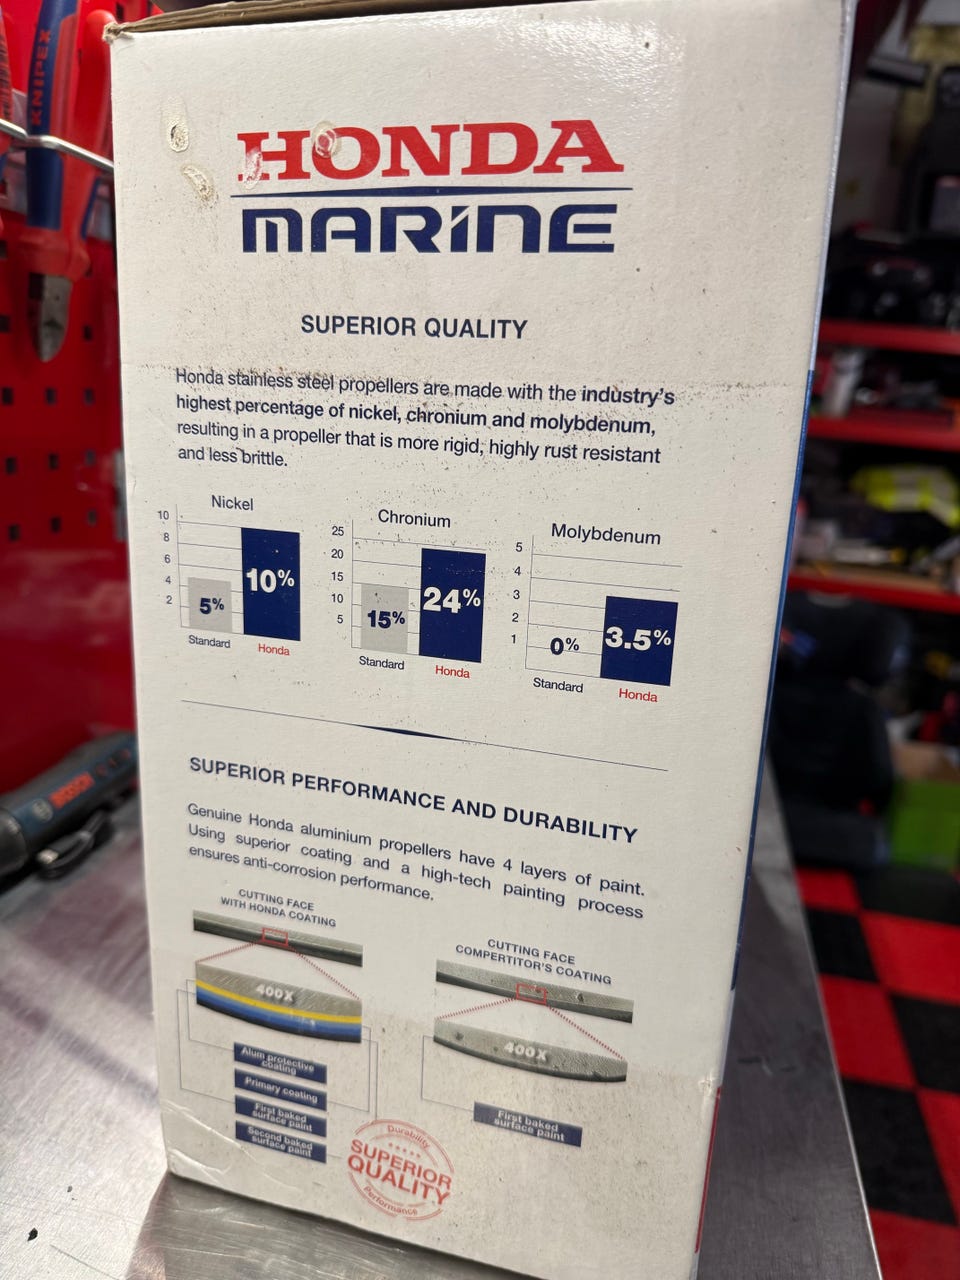 KNIPEX
HONDA
MARINE
SUPERIOR QUALITY
Honda stainless steel propellers are made with the industry's
highest percentage of nickel, chronium and molybdenum,
resulting in a propeller that is more rigid, highly rust resistant
and less brittle.
Nickel
10
8
6
4
2
5%
10%
Standard
Honda
Chronium
25
20
15
10
5
15%
24%
Standard
Honda
Molybdenum
5
4
3
2
1
0%
3.5%
Standard
Honda
SUPERIOR PERFORMANCE AND DURABILITY
Genuine Honda aluminium propellers have 4 layers of paint.
Using superior coating and a high-tech painting process
ensures anti-corrosion performance.
CUTTING FACE
WITH HONDA COATING
400X
Alum protective
coating
Primary coating
First baked
surface paint
Second baked
surface paint
CUTTING FACE
COMPERTITOR'S COATING
400X
First baked
surface paint
Durability
SUPERIOR
QUALITY
Performance
BOSCH